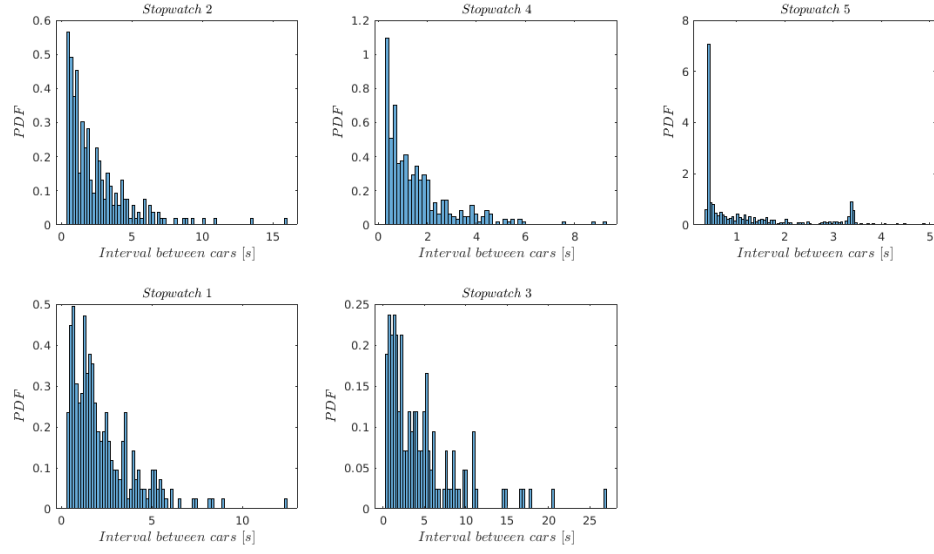 Stopwatch 2
0.6
0.5
0.4
0.3
0.2
0.1
0
PDF
0 5 10 15
Interval between cars [s]
Stopwatch 4
1.2
1
0.8
0.6
0.4
0.2
0
PDF
0 2 4 6 8
Interval between cars [s]
Stopwatch 5
8
6
4
2
0
PDF
1 2 3 4 5
Interval between cars [s]
Stopwatch 1
0.5
0.4
0.3
0.2
0.1
0
PDF
0 5 10
Interval between cars [s]
Stopwatch 3
0.25
0.2
0.15
0.1
0.05
0
PDF
0 5 10 15 20 25
Interval between cars [s]